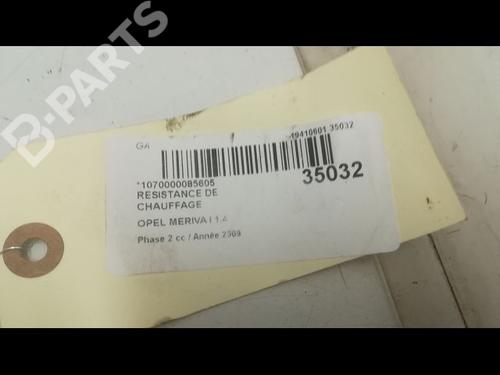 B-PARTS
GA
19410601 35032
*1070000085605
35032
RESISTANCE DE
CHAUFFAGE
OPEL MERIVA I 1.4
Phase 2 cc / Année 2009